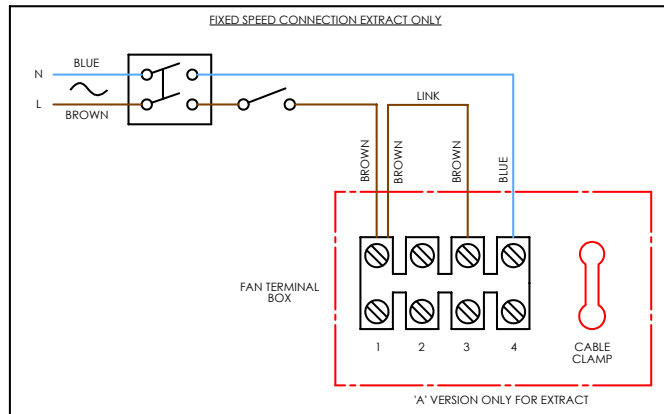 FIXED SPEED CONNECTION EXTRACT ONLY
BLUE
N
L
BROWN
LINK
BROWN
BROWN
BROWN
BLUE
FAN TERMINAL
BOX
1 2 3 4
CABLE
CLAMP
'A' VERSION ONLY FOR EXTRACT